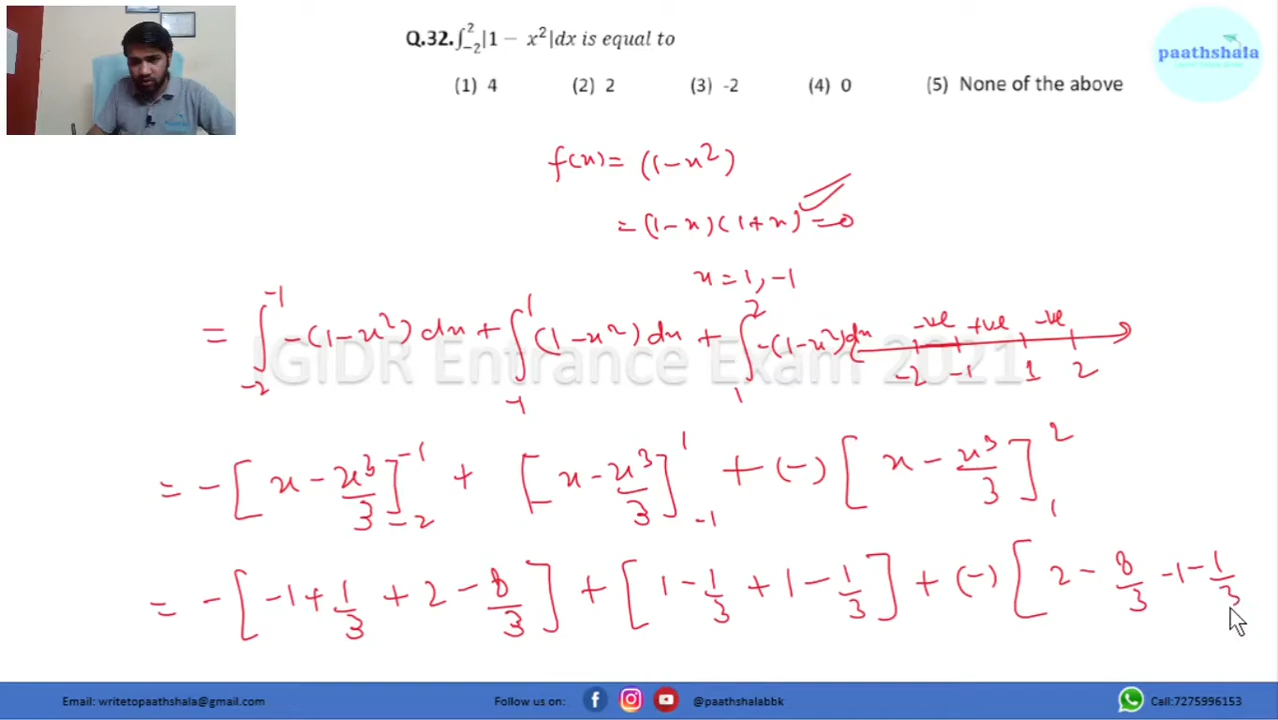 Q.32. ∫₋₂² |1 − x²|dx is equal to
(1) 4 (2) 2 (3) -2 (4) 0 (5) None of the above
paathshala
f(x) = (1-x²)
= (1-x)(1+x) = 0
x = 1, -1
= ∫₋₂⁻¹ -(1-x²) dx + ∫₋₁¹ (1-x²) dx + ∫₁² -(1-x²) dx
-ve +ve -ve
-2 -1 1 2
GIDR Entrance Exam 2021
= -[x - x³/3]₋₂⁻¹ + [x - x³/3]₋₁¹ + (-) [x - x³/3]₁²
= -[-1 + 1/3 + 2 - 8/3] + [1 - 1/3 + 1 - 1/3] + (-) [2 - 8/3 -1 - 1/3
Email: writetopaathshala@gmail.com Follow us on: @paathshalabbk Call:7275996153